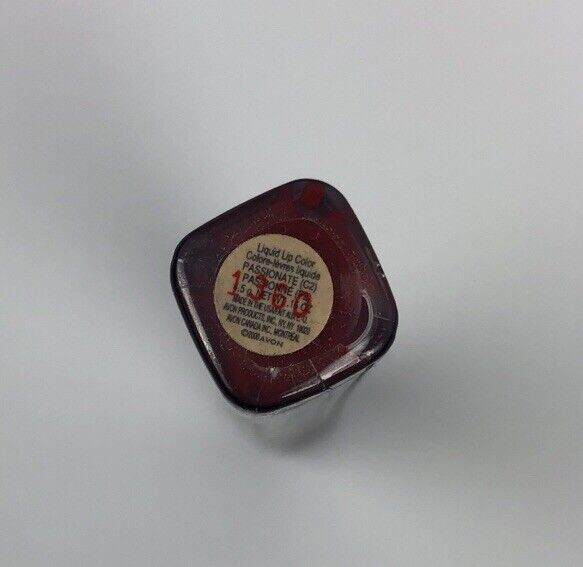 Liquid Lip Color
Colore-lèvres liquide
PASSIONATE (C2)
1360
MADE IN THE USA
AVON PRODUCTS, INC. NY, NY
AVON CANADA INC. MONTREAL
AVON